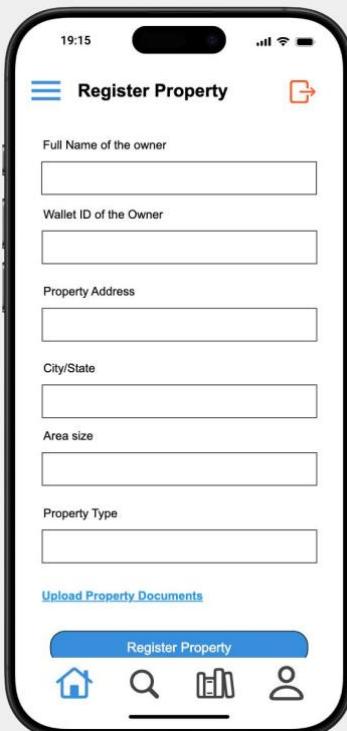 19:15
Register Property
Full Name of the owner
Wallet ID of the Owner
Property Address
City/State
Area size
Property Type
Upload Property Documents
Register Property